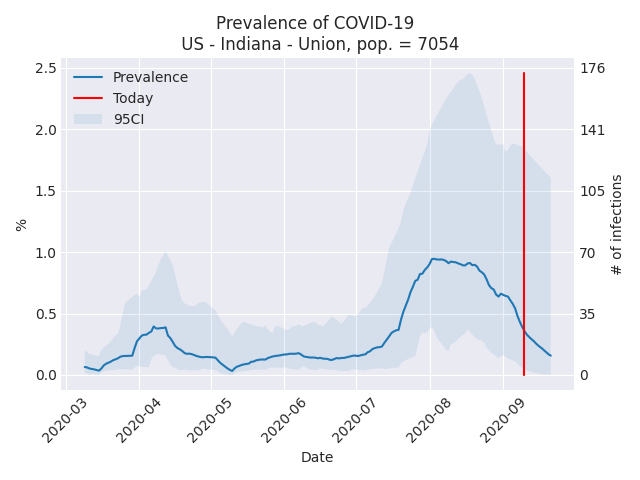 Prevalence of COVID-19
US - Indiana - Union, pop. = 7054
Prevalence
Today
95CI
2.5
2.0
1.5
1.0
0.5
0.0
%
176
141
105
70
35
0
# of infections
2020-03
2020-04
2020-05
2020-06
2020-07
2020-08
2020-09
Date